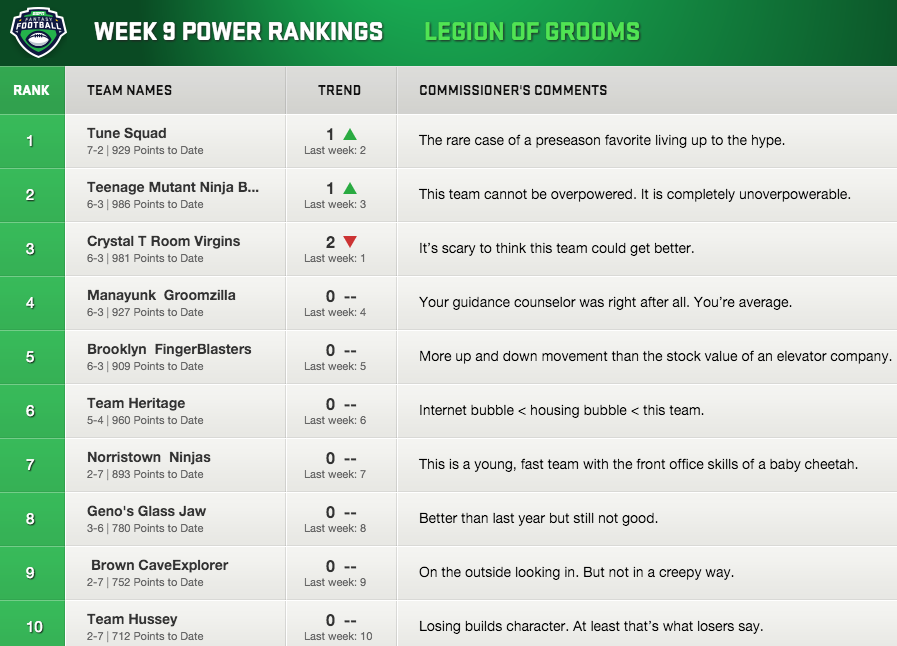 ESPN
FANTASY
FOOTBALL
WEEK 9 POWER RANKINGS LEGION OF GROOMS
RANK TEAM NAMES TREND COMMISSIONER'S COMMENTS
1 Tune Squad 1 The rare case of a preseason favorite living up to the hype.
7-2 | 929 Points to Date Last week: 2
2 Teenage Mutant Ninja B... 1 This team cannot be overpowered. It is completely unoverpowerable.
6-3 | 986 Points to Date Last week: 3
3 Crystal T Room Virgins 2 It's scary to think this team could get better.
6-3 | 981 Points to Date Last week: 1
4 Manayunk Groomzilla 0 -- Your guidance counselor was right after all. You're average.
6-3 | 927 Points to Date Last week: 4
5 Brooklyn FingerBlasters 0 -- More up and down movement than the stock value of an elevator company.
6-3 | 909 Points to Date Last week: 5
6 Team Heritage 0 -- Internet bubble < housing bubble < this team.
5-4 | 960 Points to Date Last week: 6
7 Norristown Ninjas 0 -- This is a young, fast team with the front office skills of a baby cheetah.
2-7 | 893 Points to Date Last week: 7
8 Geno's Glass Jaw 0 -- Better than last year but still not good.
3-6 | 780 Points to Date Last week: 8
9 Brown CaveExplorer 0 -- On the outside looking in. But not in a creepy way.
2-7 | 752 Points to Date Last week: 9
10 Team Hussey 0 -- Losing builds character. At least that's what losers say.
2-7 | 712 Points to Date Last week: 10